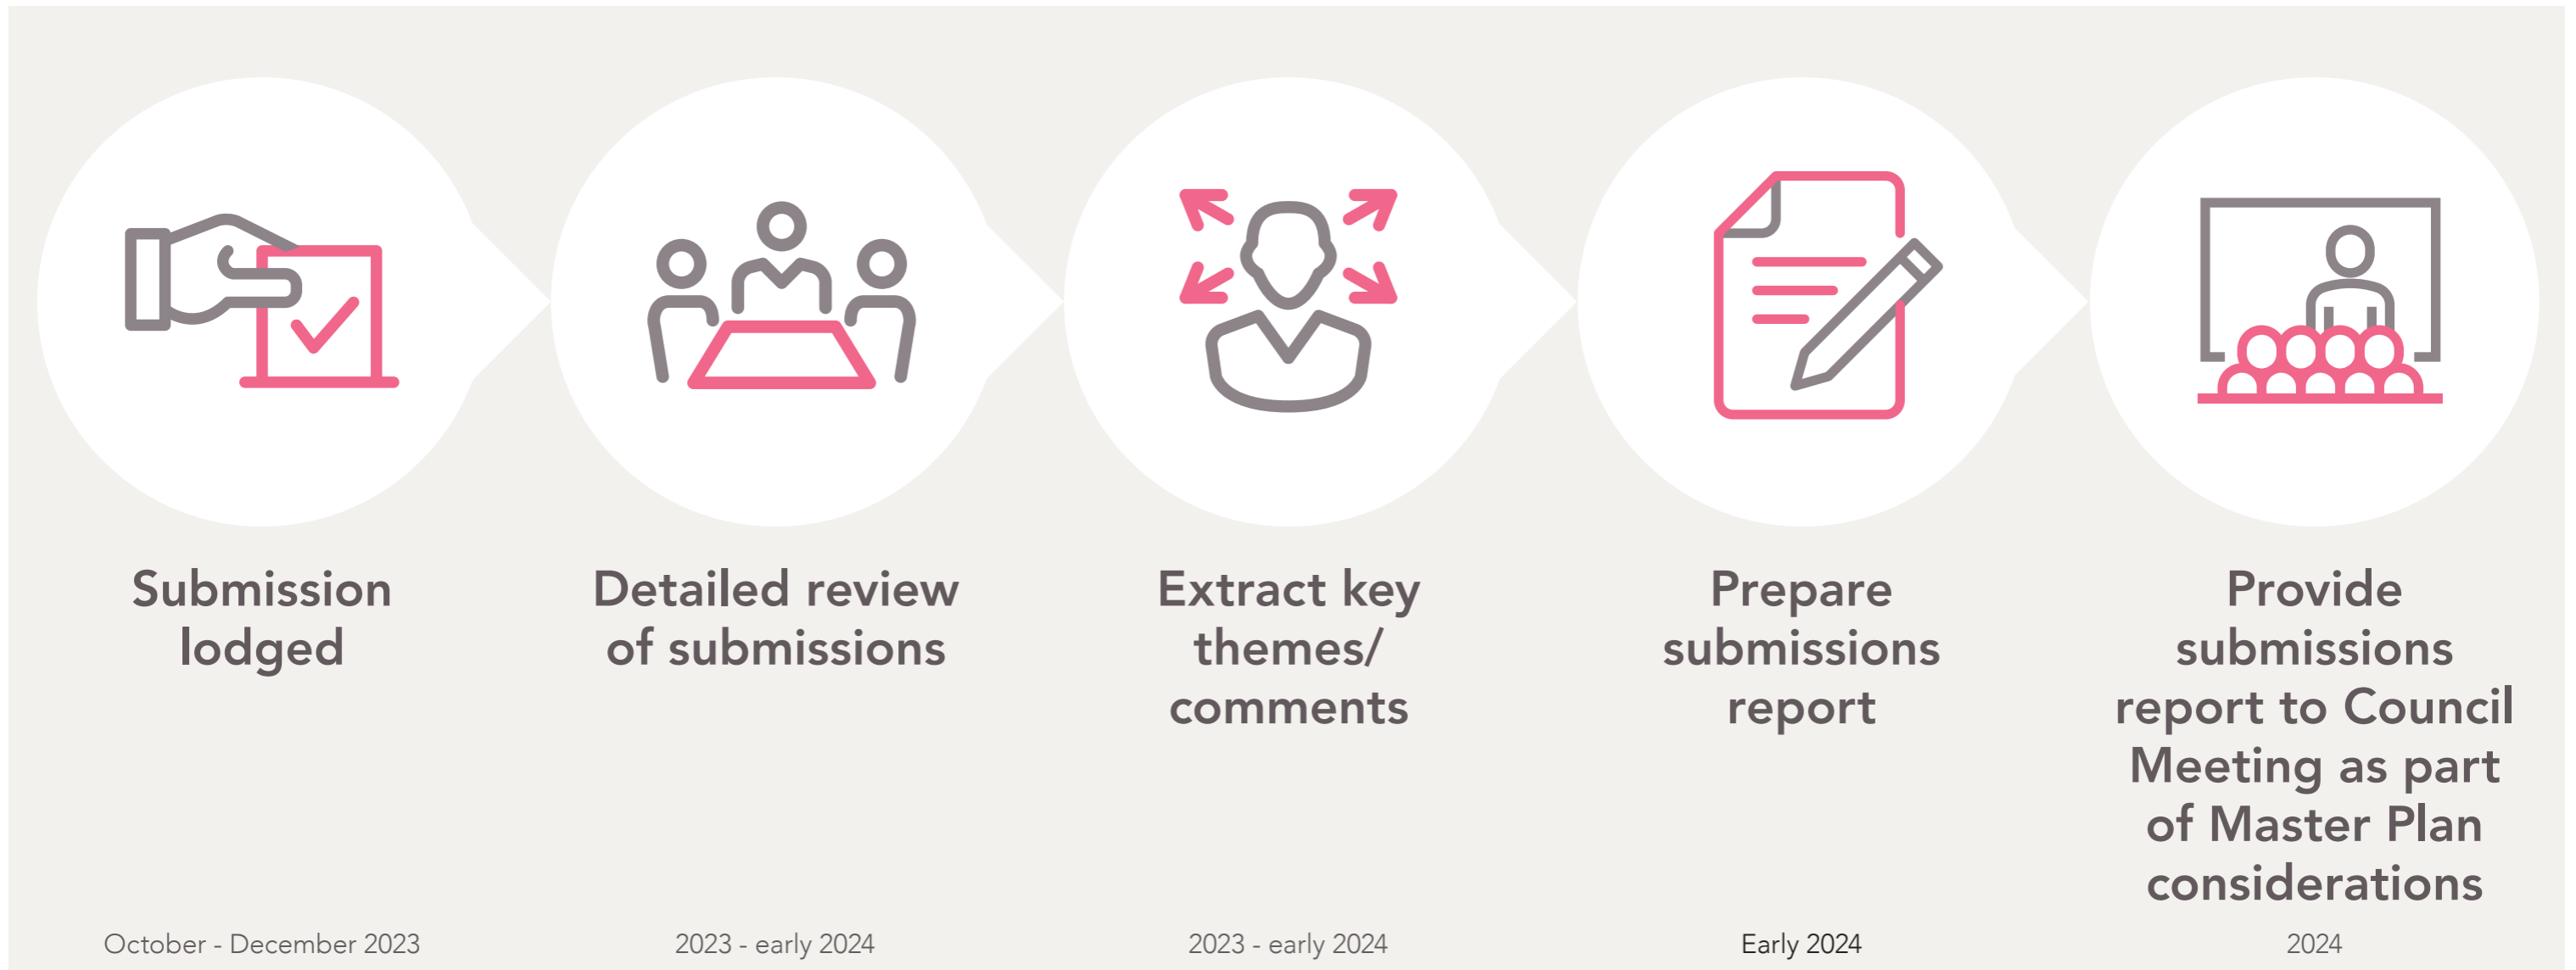 Submission
lodged
October - December 2023
Detailed review
of submissions
2023 - early 2024
Extract key
themes/
comments
2023 - early 2024
Prepare
submissions
report
Early 2024
Provide
submissions
report to Council
Meeting as part
of Master Plan
considerations
2024